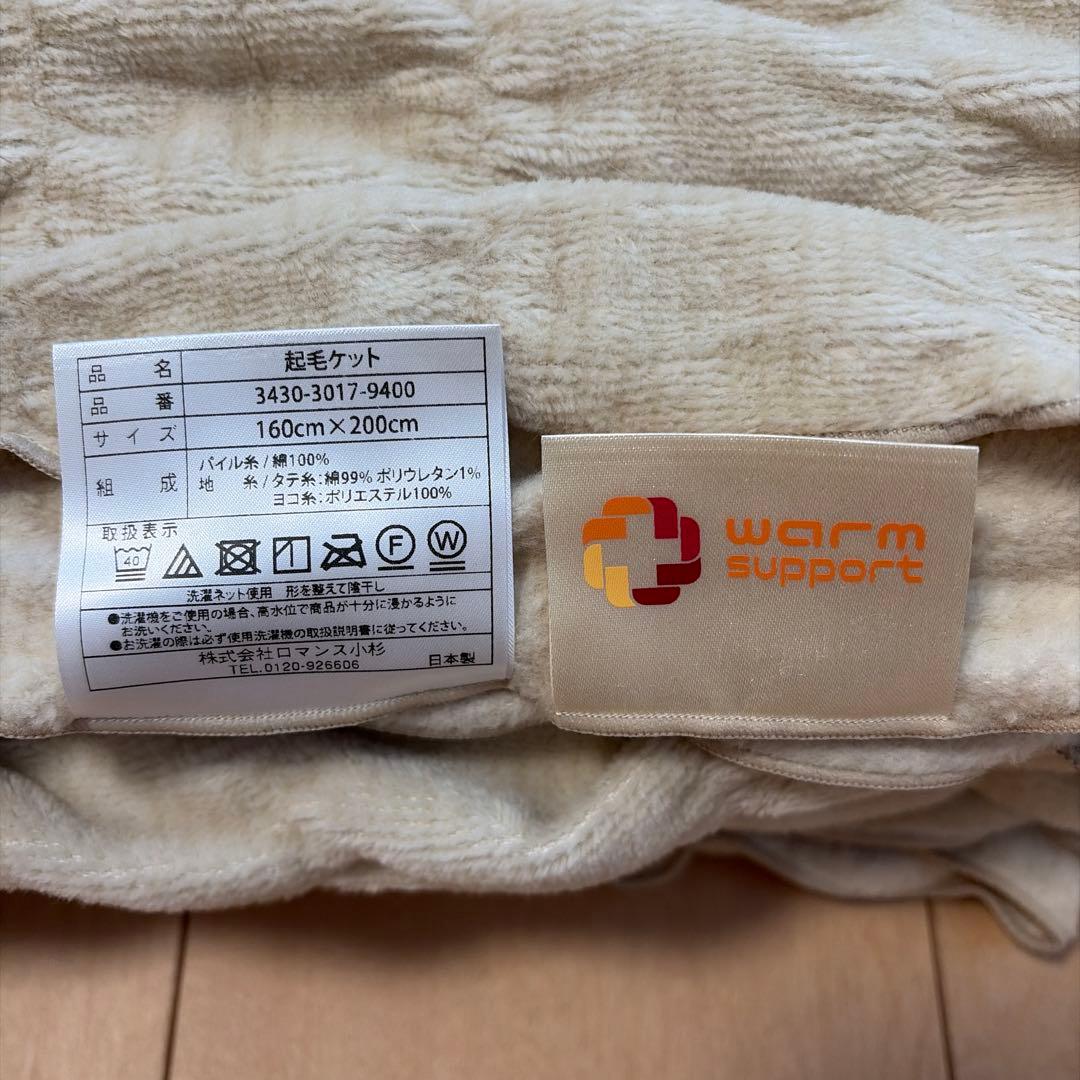 品名 起毛ケット
品番 3430-3017-9400
サイズ 160cm×200cm
組成 パイル糸/綿100%
地糸/タテ糸:綿99% ポリウレタン1%
ヨコ糸:ポリエステル100%
取扱表示
40 F W
洗濯ネット使用 形を整えて陰干し
●洗濯機をご使用の場合、高水位で商品が十分に浸かるように
お洗いください。
●お洗濯の際は必ず使用洗濯機の取扱説明書に従ってください。
株式会社ロマンス小杉
TEL.0120-926606 日本製
warm
support